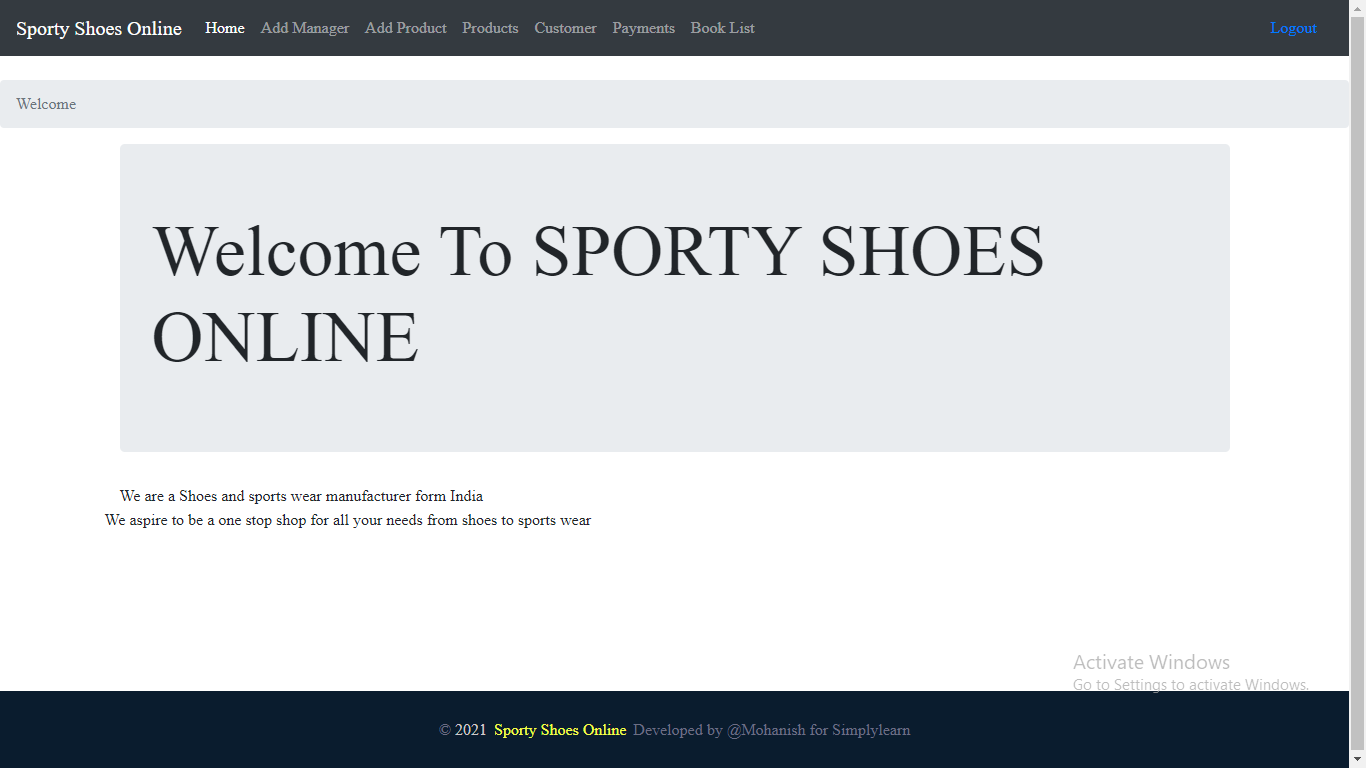 Sporty Shoes Online Home Add Manager Add Product Products Customer Payments Book List Logout
Welcome
Welcome To SPORTY SHOES
ONLINE
We are a Shoes and sports wear manufacturer form India
We aspire to be a one stop shop for all your needs from shoes to sports wear
Activate Windows
Go to Settings to activate Windows.
© 2021 Sporty Shoes Online Developed by @Mohanish for Simplylearn